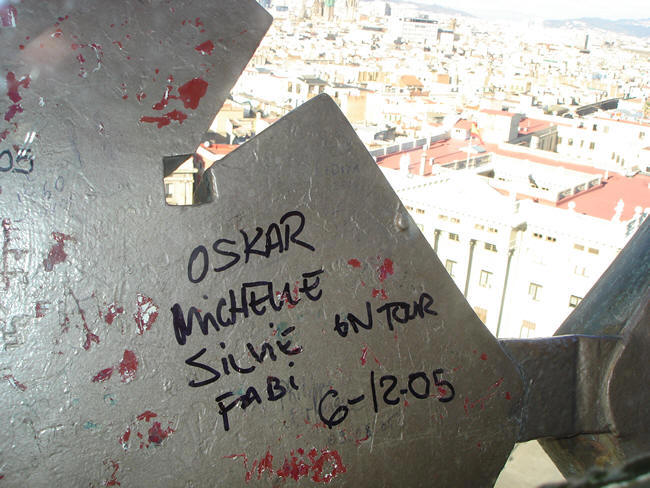 OSKAR
MiCHELLE
SiLViE ON TOUR
FABi 6-12-05